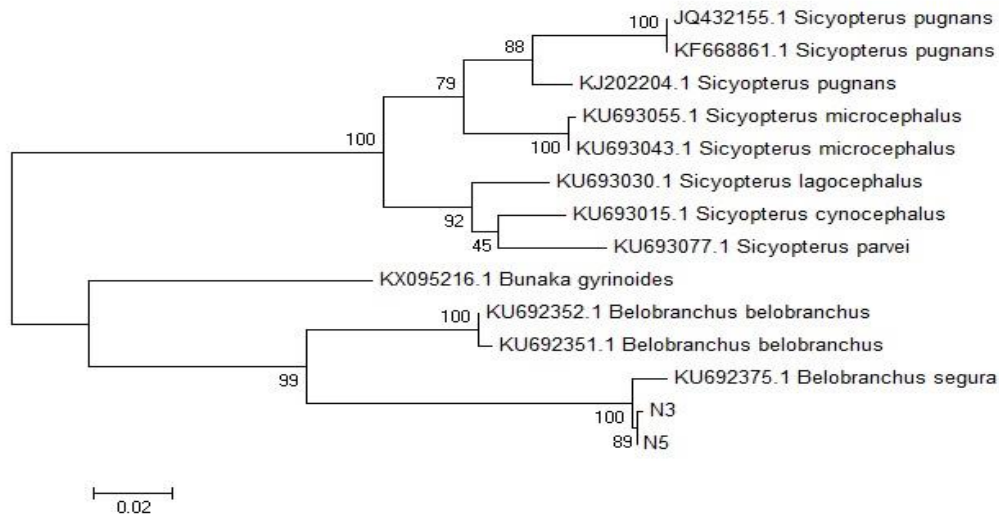 JQ432155.1 Sicyopterus pugnans
100
KF668861.1 Sicyopterus pugnans
88
KJ202204.1 Sicyopterus pugnans
79
KU693055.1 Sicyopterus microcephalus
100
KU693043.1 Sicyopterus microcephalus
100
KU693030.1 Sicyopterus lagocephalus
92
KU693015.1 Sicyopterus cynocephalus
45
KU693077.1 Sicyopterus parvei
KX095216.1 Bunaka gyrinoides
KU692352.1 Belobranchus belobranchus
100
KU692351.1 Belobranchus belobranchus
99
KU692375.1 Belobranchus segura
100
N3
89
N5
0.02